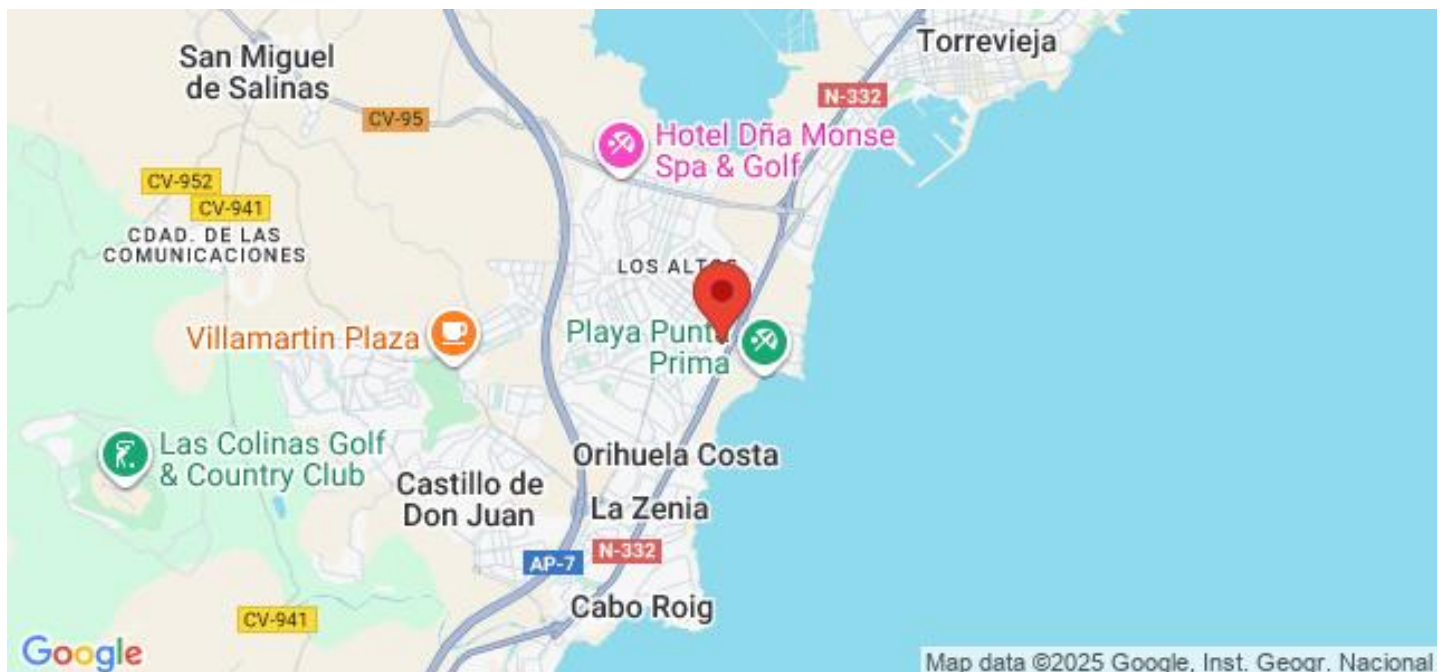 San Miguel
de Salinas
Torrevieja
N-332
CV-95
Hotel Dña Monse
Spa & Golf
CV-952
CV-941
CDAD. DE LAS
COMUNICACIONES
LOS ALTOS
Villamartin Plaza
Playa Punta
Prima
Las Colinas Golf
& Country Club
Orihuela Costa
Castillo de
Don Juan
La Zenia
N-332
AP-7
Cabo Roig
CV-941
Google
Map data ©2025 Google, Inst. Geogr. Nacional